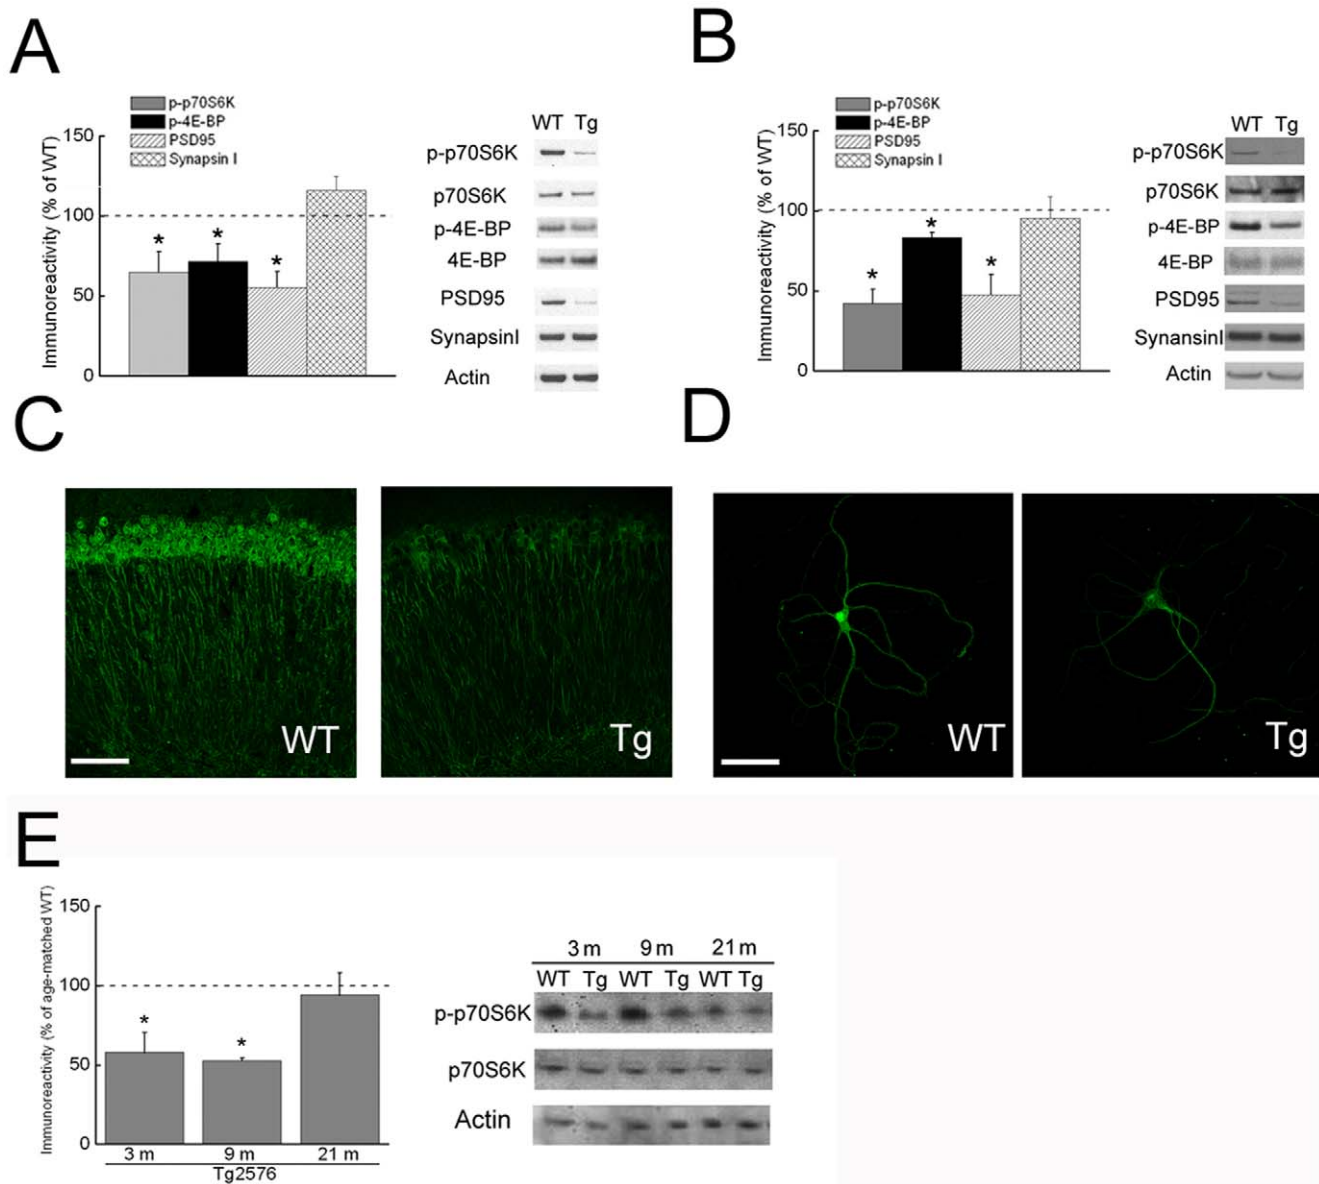 A
p-p70S6K
p-4E-BP
PSD95
Synapsin I
Immunoreactivity (% of WT)
150
100
50
0
*
*
*
WT Tg
p-p70S6K
p70S6K
p-4E-BP
4E-BP
PSD95
SynapsinI
Actin
B
p-p70S6K
p-4E-BP
PSD95
Synapsin I
Immunoreactivity (% of WT)
150
100
50
0
*
*
*
WT Tg
p-p70S6K
p70S6K
p-4E-BP
4E-BP
PSD95
SynansinI
Actin
C
WT
Tg
D
WT
Tg
E
Immunoreactivity (% of age-matched WT)
150
100
50
0
*
*
3 m 9 m 21 m
Tg2576
3 m 9 m 21 m
WT Tg WT Tg WT Tg
p-p70S6K
p70S6K
Actin